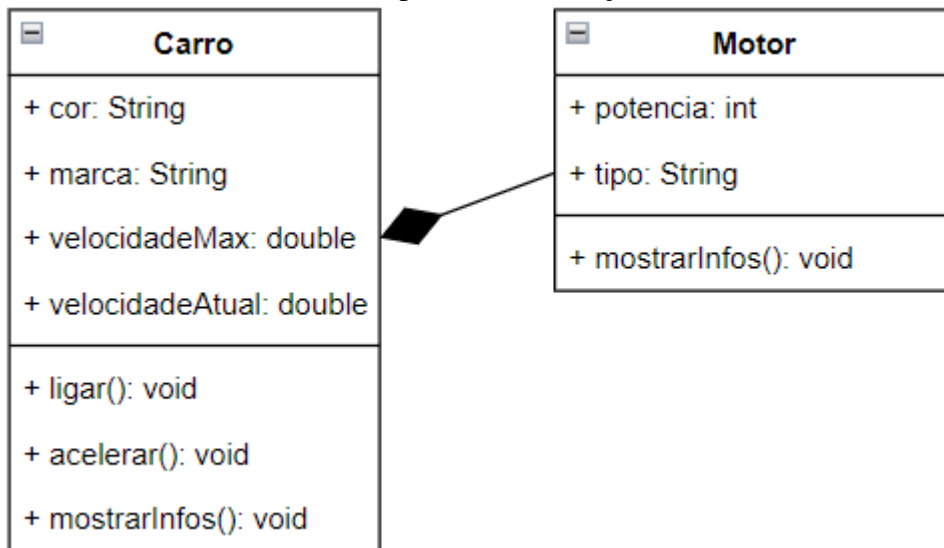 Carro
+ cor: String
+ marca: String
+ velocidadeMax: double
+ velocidadeAtual: double
+ ligar(): void
+ acelerar(): void
+ mostrarInfos(): void
Motor
+ potencia: int
+ tipo: String
+ mostrarInfos(): void